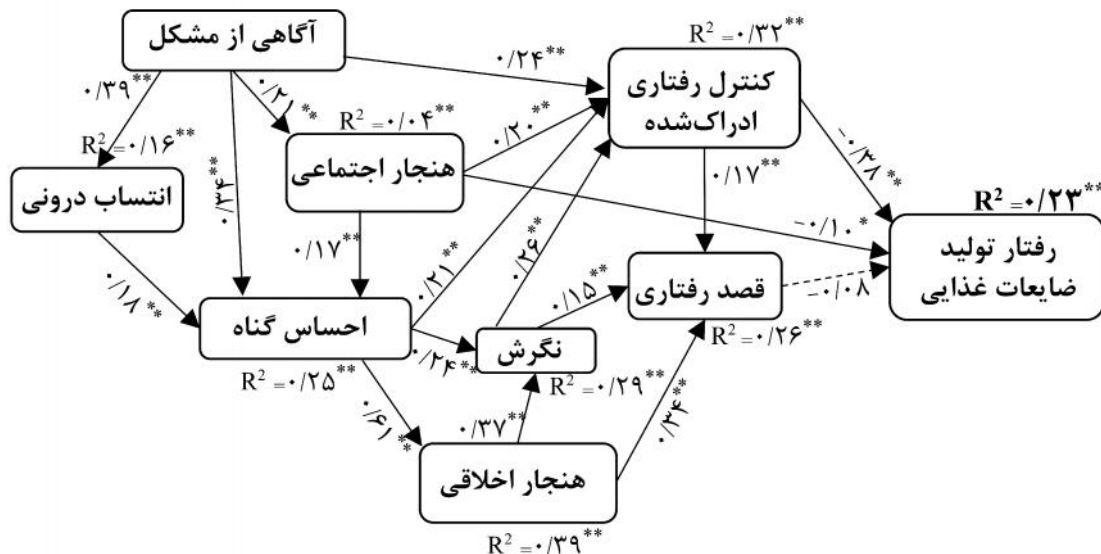 آگاهی از مشکل
R² =۰/۳۲**
۰/۲۴**
کنترل رفتاری
ادراک‌شده
۰/۳۹**
۰/۲۱**
R² =۰/۰۴**
۰/۲۰**
R² =۰/۱۶**
هنجار اجتماعی
انتساب درونی
۰/۳۴**
۰/۱۷**
-۰/۳۸**
R² =۰/۲۳**
-۰/۱۰*
رفتار تولید
ضایعات غذایی
۰/۱۷**
۰/۲۱**
۰/۲۶**
۰/۱۸**
احساس گناه
۰/۱۵**
قصد رفتاری
-۰/۰۸
R² =۰/۲۶**
نگرش
۰/۲۴**
R² =۰/۲۵**
R² =۰/۲۹**
۰/۶۱**
۰/۳۷**
۰/۳۴**
هنجار اخلاقی
R² =۰/۳۹**